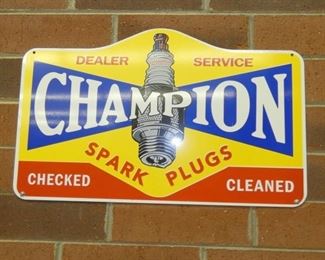 DEALER SERVICE
CHAMPION
SPARK PLUGS
CHECKED CLEANED